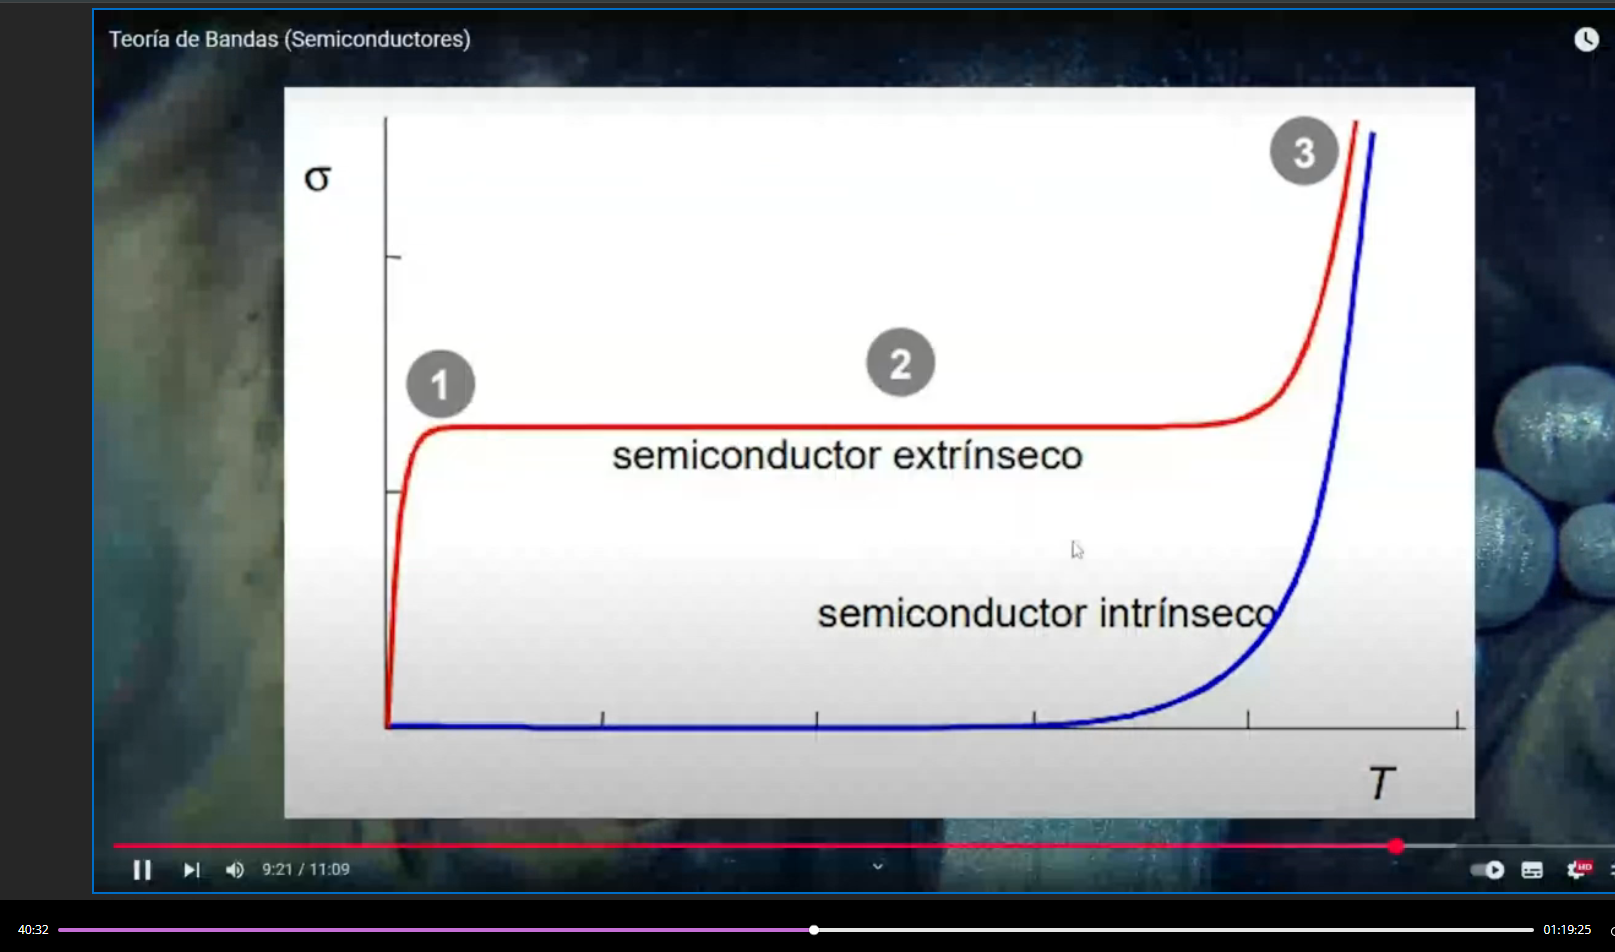 Teoría de Bandas (Semiconductores)
σ
3
1
2
semiconductor extrínseco
semiconductor intrínseco
T
9:21 / 11:09
HD
40:32
01:19:25